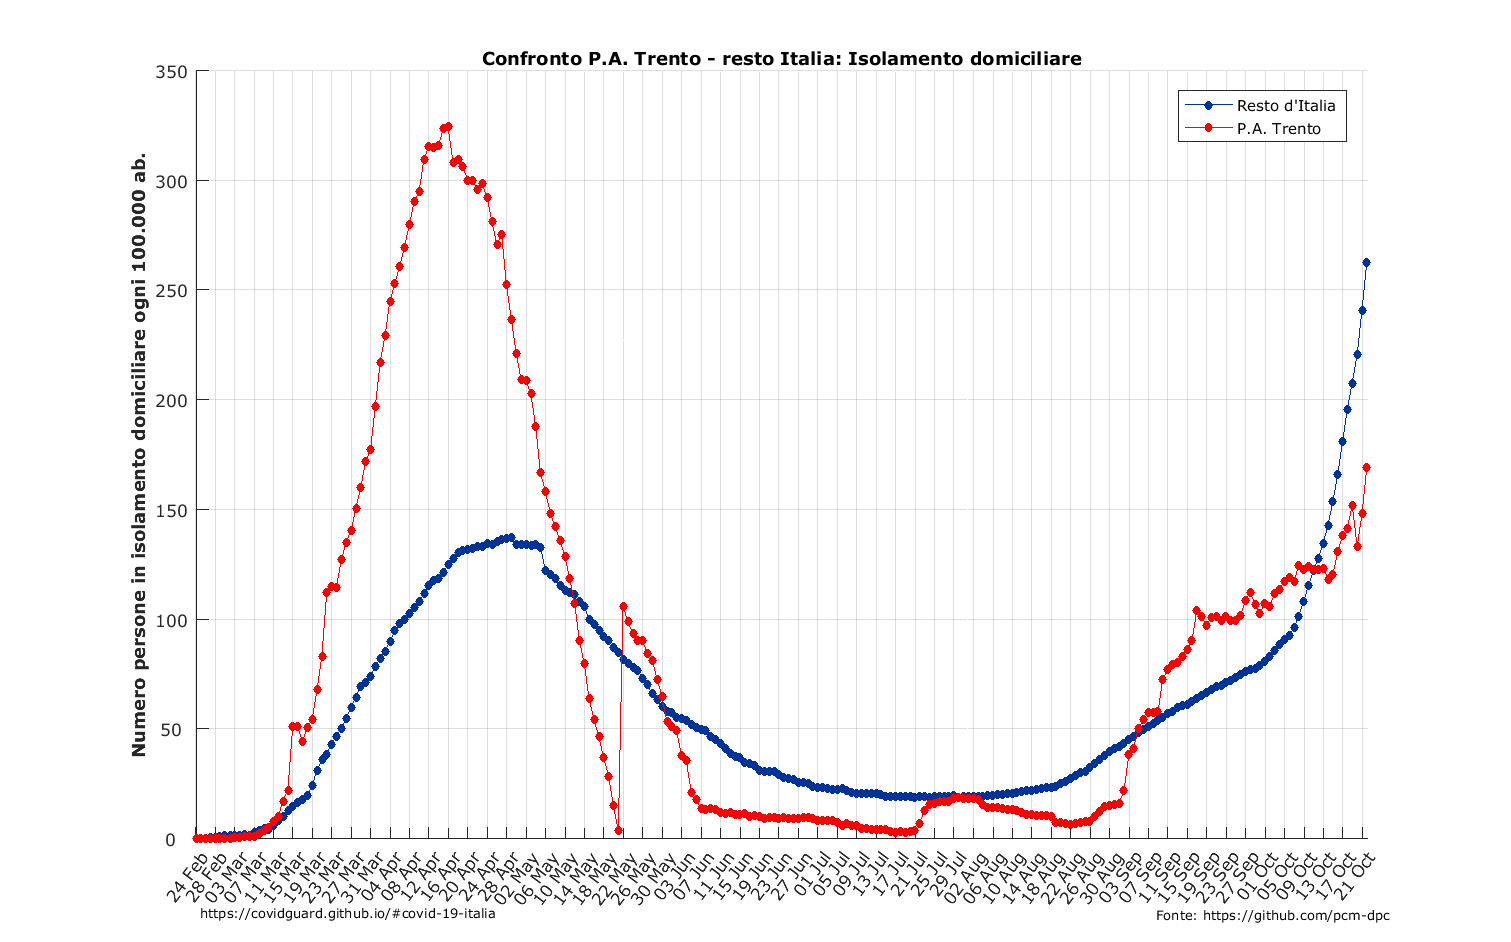 Confronto P.A. Trento - resto Italia: Isolamento domiciliare
Numero persone in isolamento domiciliare ogni 100.000 ab.
350
300
250
200
150
100
50
0
Resto d'Italia
P.A. Trento
24 Feb
28 Feb
03 Mar
07 Mar
11 Mar
15 Mar
19 Mar
23 Mar
27 Mar
31 Mar
04 Apr
08 Apr
12 Apr
16 Apr
20 Apr
24 Apr
28 Apr
02 May
06 May
10 May
14 May
18 May
22 May
26 May
30 May
03 Jun
07 Jun
11 Jun
15 Jun
19 Jun
23 Jun
27 Jun
01 Jul
05 Jul
09 Jul
13 Jul
17 Jul
21 Jul
25 Jul
29 Jul
02 Aug
06 Aug
10 Aug
14 Aug
18 Aug
22 Aug
26 Aug
30 Aug
03 Sep
07 Sep
11 Sep
15 Sep
19 Sep
23 Sep
27 Sep
01 Oct
05 Oct
09 Oct
13 Oct
17 Oct
21 Oct
https://covidguard.github.io/#covid-19-italia
Fonte: https://github.com/pcm-dpc